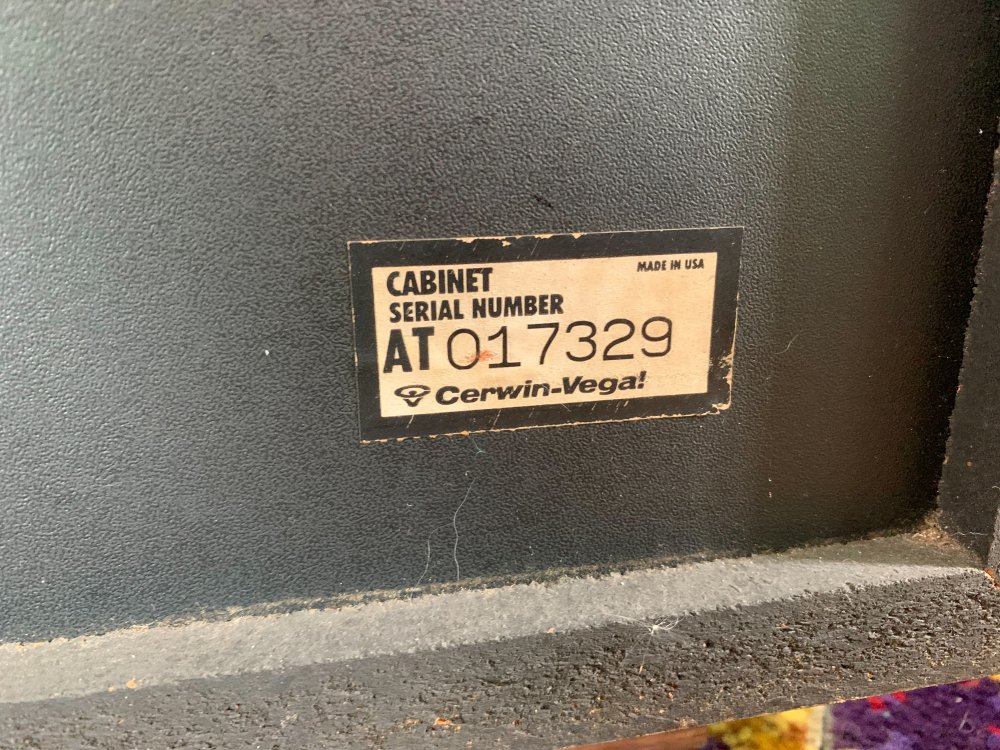 MADE IN USA
CABINET
SERIAL NUMBER
AT 017329
Cerwin-Vega!